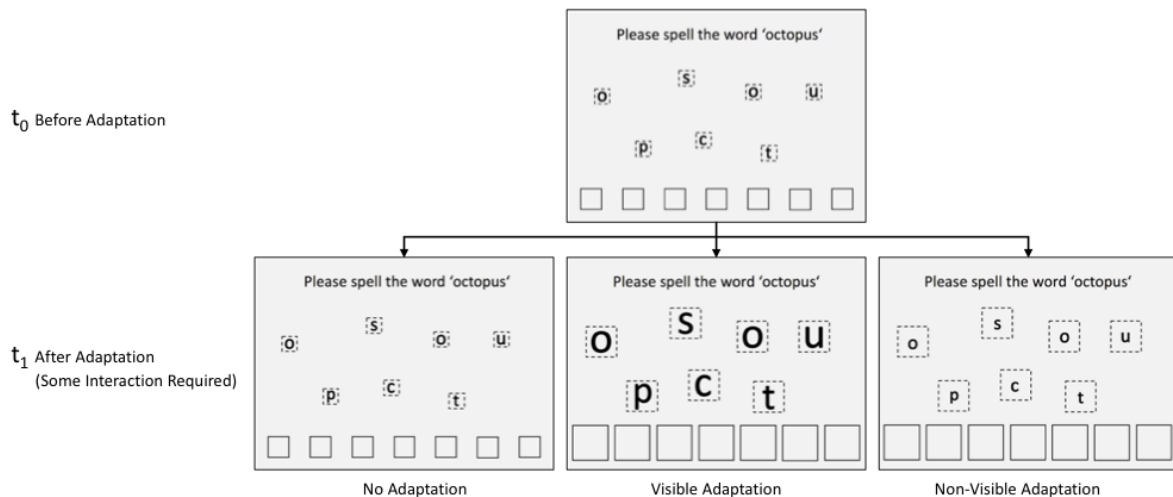 Please spell the word 'octopus'
s
o o u
p c t
t0 Before Adaptation
Please spell the word 'octopus' Please spell the word 'octopus' Please spell the word 'octopus'
s s s
o o u o o u o o u
t1 After Adaptation
(Some Interaction Required)
p c t p c t p c t
No Adaptation Visible Adaptation Non-Visible Adaptation